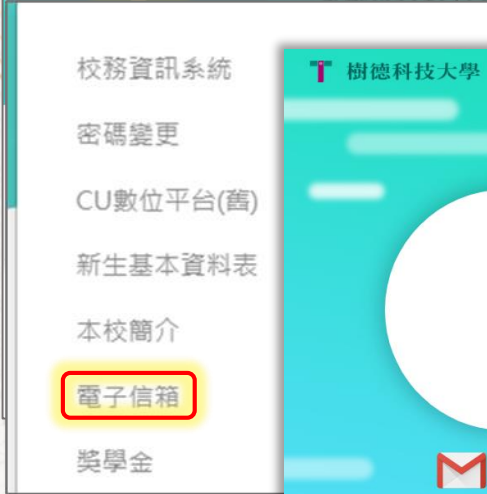 校務資訊系統
密碼變更
CU數位平台(舊)
新生基本資料表
本校簡介
電子信箱
獎學金
樹德科技大學